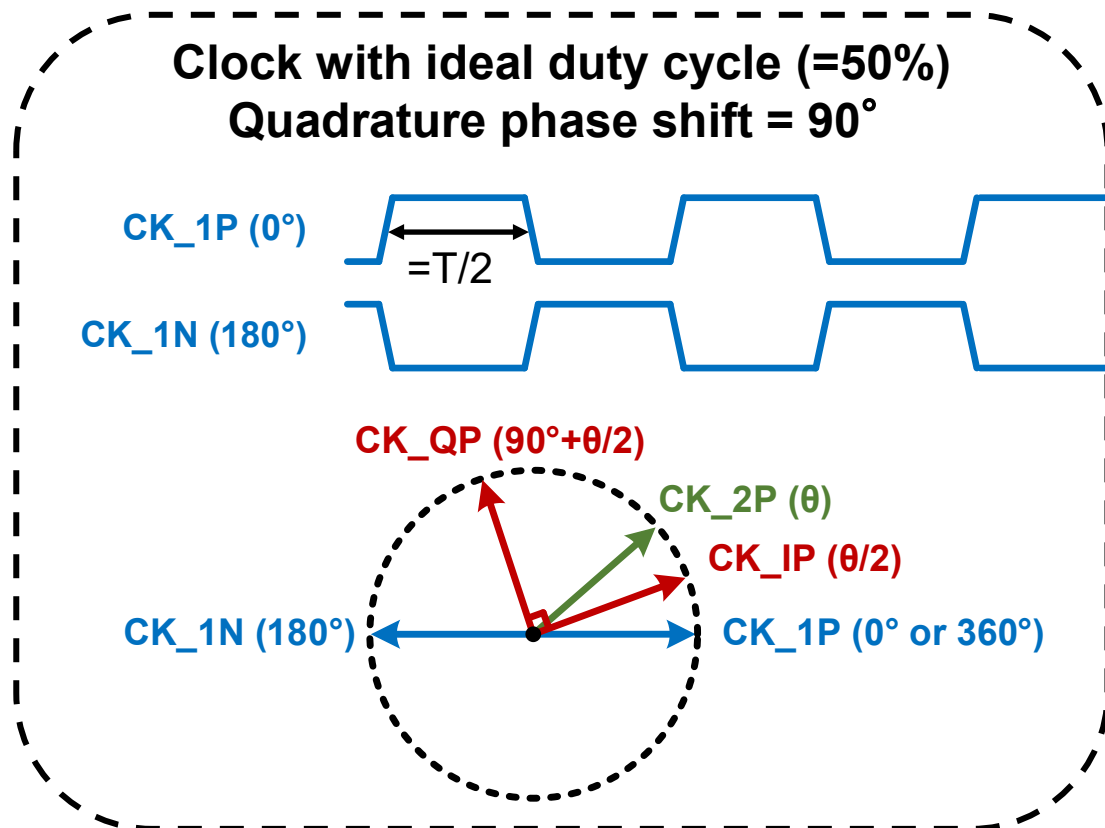 Clock with ideal duty cycle (=50%)
Quadrature phase shift = 90°
CK_1P (0°)
=T/2
CK_1N (180°)
CK_QP (90°+θ/2)
CK_2P (θ)
CK_IP (θ/2)
CK_1N (180°)
CK_1P (0° or 360°)